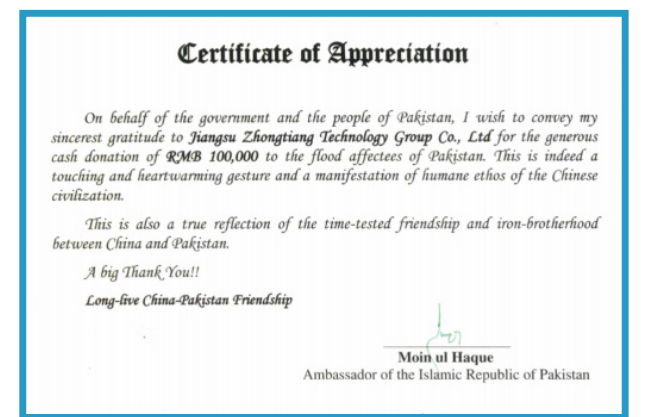 Certificate of Appreciation
On behalf of the government and the people of Pakistan, I wish to convey my
sincerest gratitude to Jiangsu Zhongtiang Technology Group Co., Ltd for the generous
cash donation of RMB 100,000 to the flood affectees of Pakistan. This is indeed a
touching and heartwarming gesture and a manifestation of humane ethos of the Chinese
civilization.
This is also a true reflection of the time-tested friendship and iron-brotherhood
between China and Pakistan.
A big Thank You!!
Long-live China-Pakistan Friendship
Moin ul Haque
Ambassador of the Islamic Republic of Pakistan